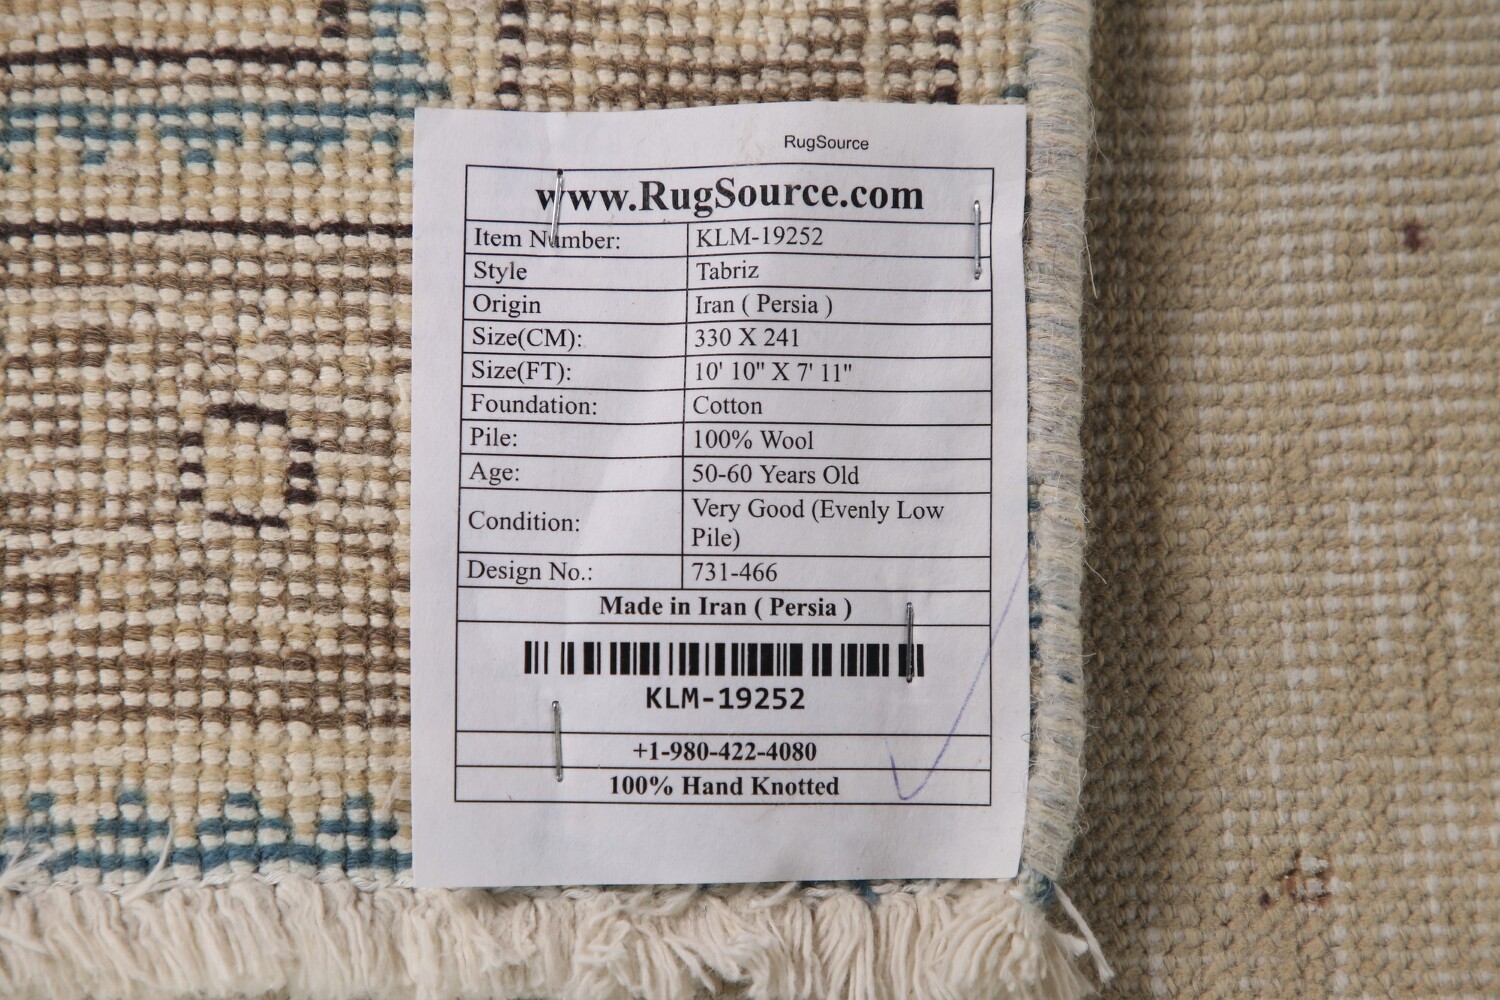 RugSource
www.RugSource.com
Item Number: KLM-19252
Style Tabriz
Origin Iran ( Persia )
Size(CM): 330 X 241
Size(FT): 10' 10" X 7' 11"
Foundation: Cotton
Pile: 100% Wool
Age: 50-60 Years Old
Condition: Very Good (Evenly Low
Pile)
Design No.: 731-466
Made in Iran ( Persia )
KLM-19252
+1-980-422-4080
100% Hand Knotted